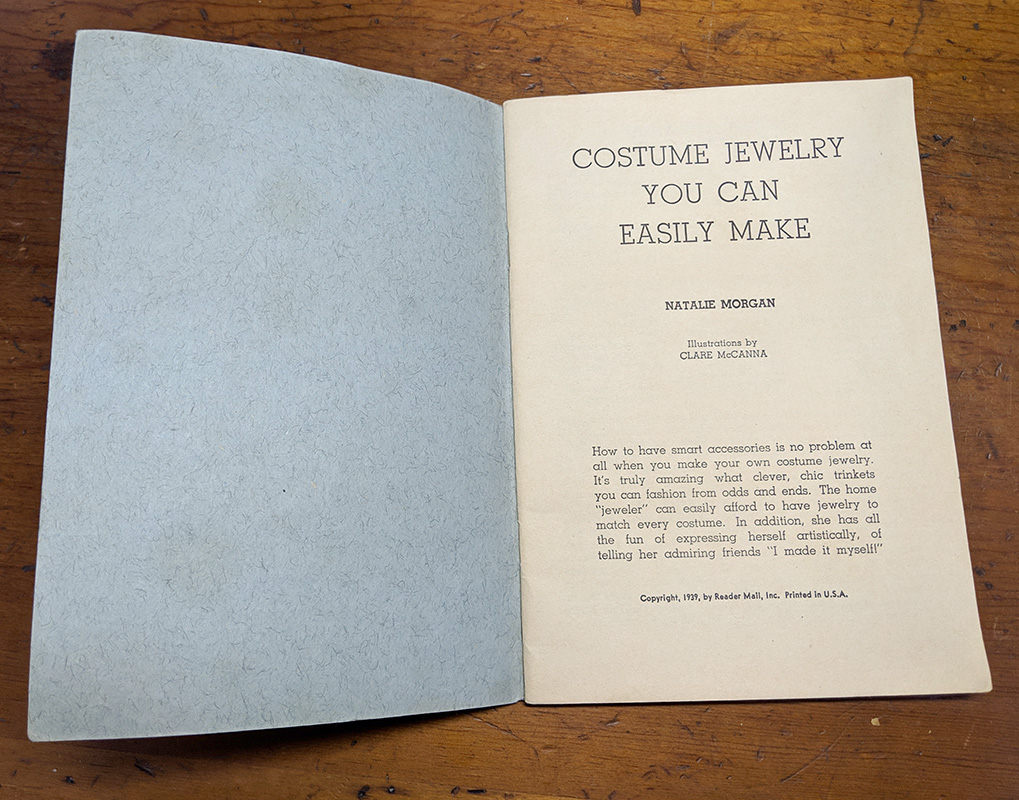 COSTUME JEWELRY
YOU CAN
EASILY MAKE
NATALIE MORGAN
Illustrations by
CLARE McCANNA
How to have smart accessories is no problem at
all when you make your own costume jewelry.
It's truly amazing what clever, chic trinkets
you can fashion from odds and ends. The home
"jeweler" can easily afford to have jewelry to
match every costume. In addition, she has all
the fun of expressing herself artistically, of
telling her admiring friends "I made it myself!"
Copyright, 1939, by Reader Mail, Inc. Printed in U.S.A.